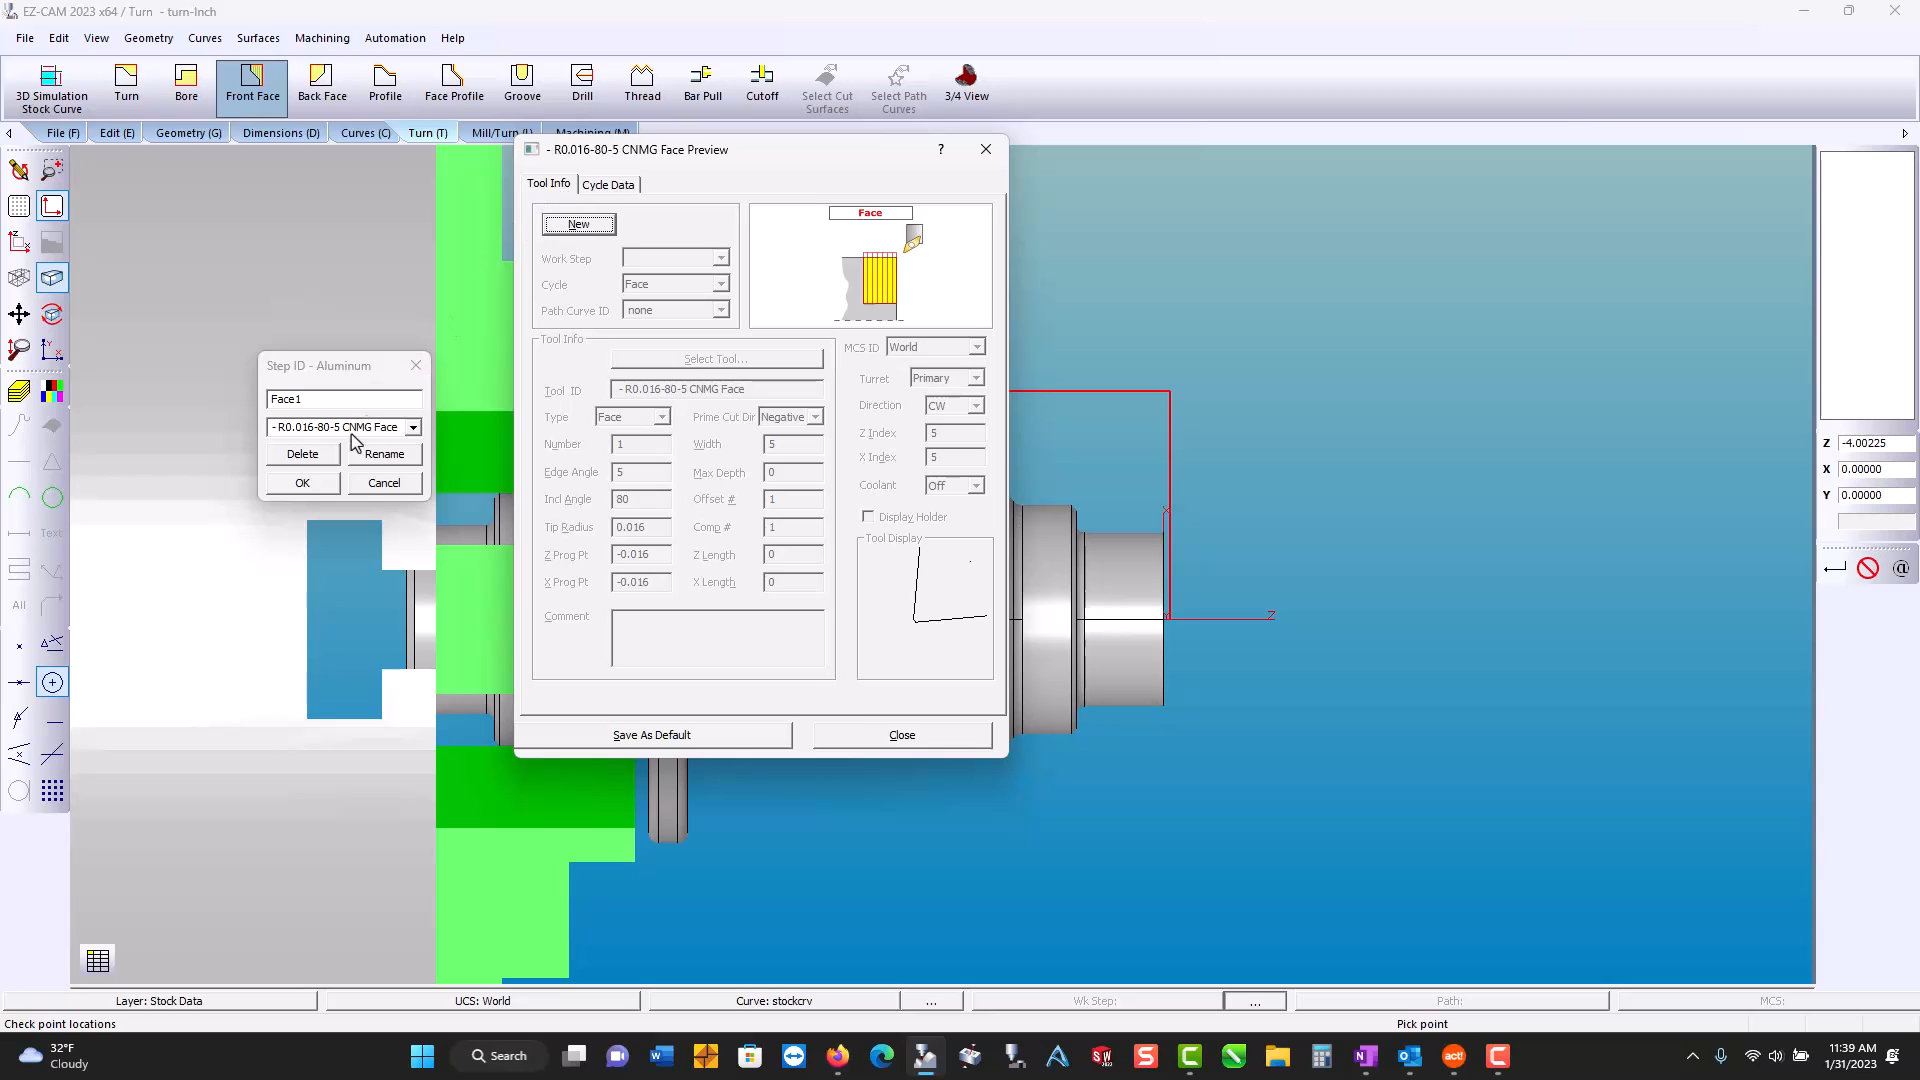 EZ-CAM 2023 x64 / Turn - turn-Inch
File Edit View Geometry Curves Surfaces Machining Automation Help
3D Simulation Stock Curve
Turn
Bore
Front Face
Back Face
Profile
Face Profile
Groove
Drill
Thread
Bar Pull
Cutoff
Select Cut Surfaces
Select Path Curves
3/4 View
File (F) Edit (E) Geometry (G) Dimensions (D) Curves (C) Turn (T) Mill/Turn (L) Machining (M)
- R0.016-80-5 CNMG Face Preview
?
Tool Info Cycle Data
New
Work Step
Cycle Face
Path Curve ID none
Face
Tool Info
Select Tool...
Tool ID - R0.016-80-5 CNMG Face
Type Face Prime Cut Dir Negative
Number 1 Width 5
Edge Angle 5 Max Depth 0
Incl Angle 80 Offset # 1
Tip Radius 0.016 Comp # 1
Z Prog Pt -0.016 Z Length 0
X Prog Pt -0.016 X Length 0
Comment
MCS ID World
Turret Primary
Direction CW
Z Index 5
X Index 5
Coolant Off
Display Holder
Tool Display
Save As Default Close
Step ID - Aluminum
Face1
- R0.016-80-5 CNMG Face
Delete Rename
OK Cancel
Text
All
X
Z
Z -4.00225
X 0.00000
Y 0.00000
@
Layer: Stock Data UCS: World Curve: stockcrv ... Wk Step: ... Path: MCS:
Check point locations Pick point
32°F
Cloudy
Search
act!
11:39 AM
1/31/2023